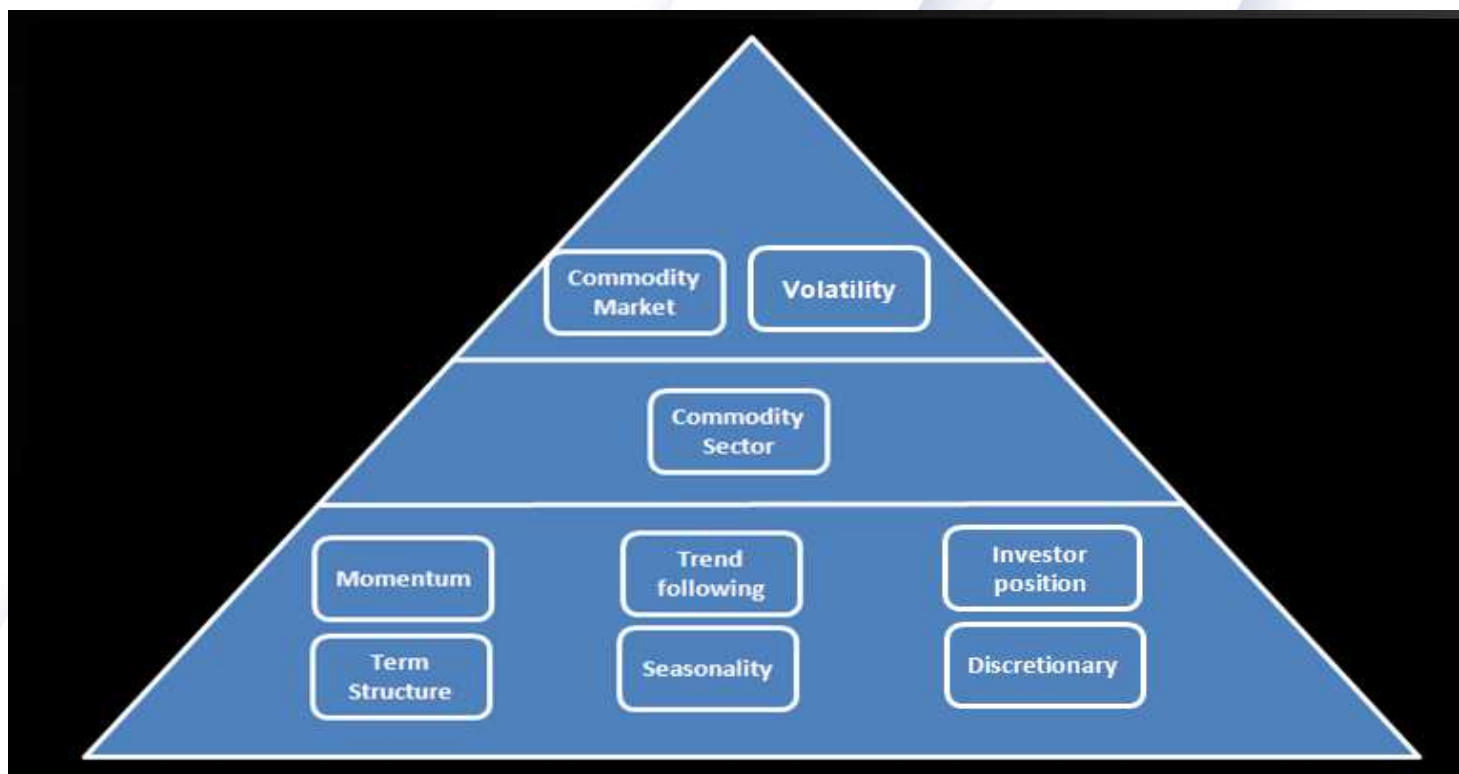 Commodity
Market
Volatility
Commodity
Sector
Momentum
Trend
following
Investor
position
Term
Structure
Seasonality
Discretionary